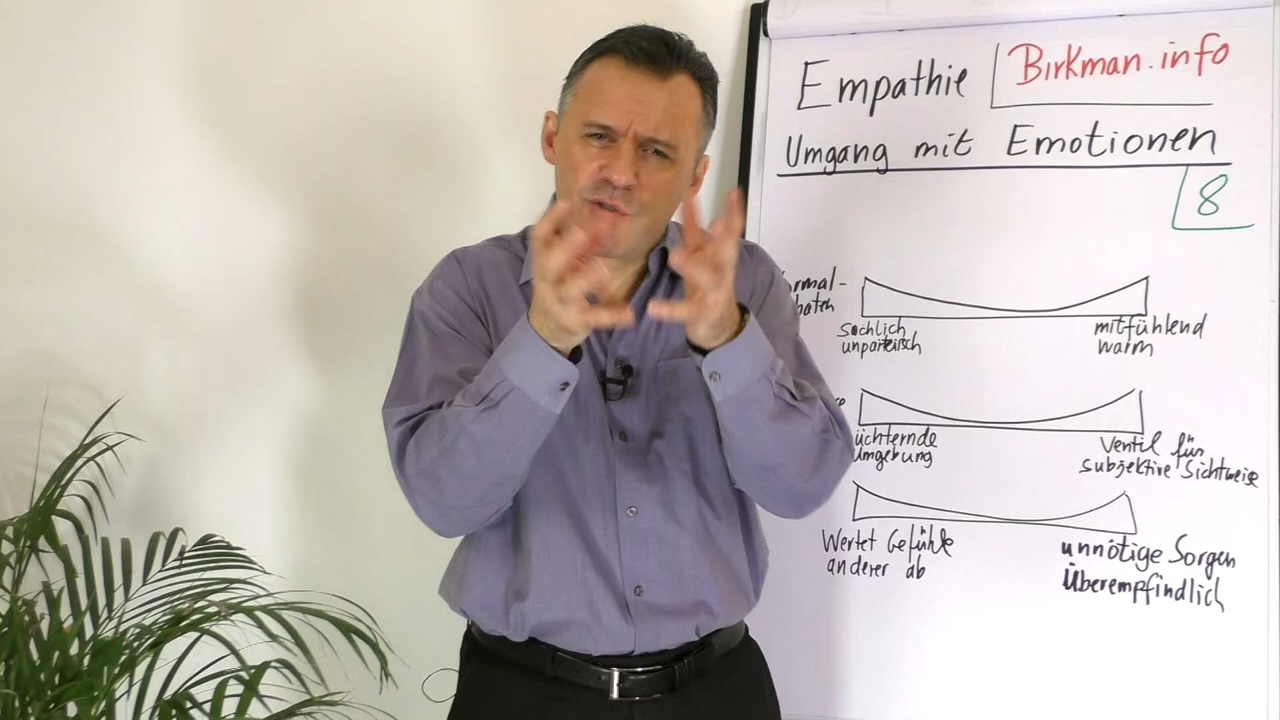 Empathie
Birkman.info
Umgang mit Emotionen
8
sachlich
unparteiisch
mitfühlend
warm
Umgebung
Ventil für
subjektive Sichtweise
Wertet Gefühle
anderer ab
unnötige Sorgen
Überempfindlich